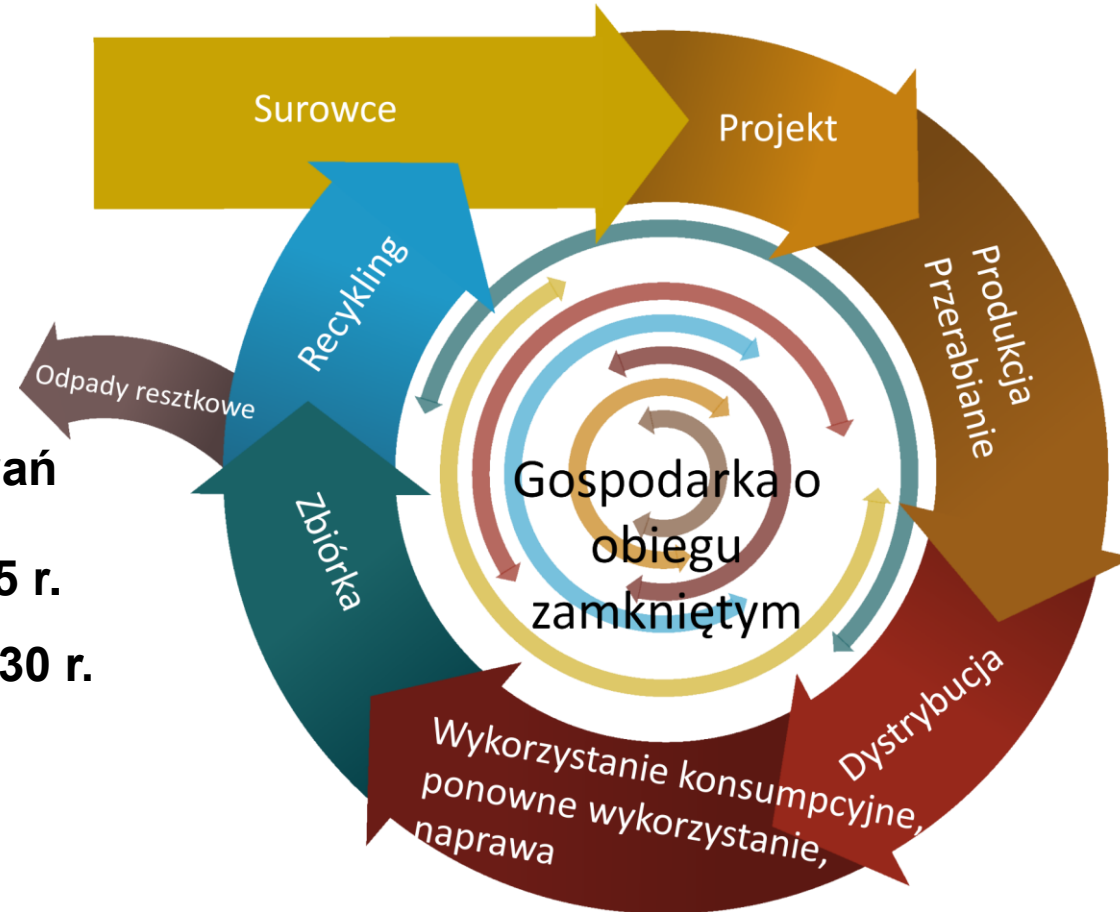 Surowce
Projekt
Produkcja
Przerabianie
Dystrybucja
Wykorzystanie konsumpcyjne,
ponowne wykorzystanie,
naprawa
Zbiórka
Recykling
Odpady resztkowe
Gospodarka o
obiegu
zamkniętym
5 r.
30 r.